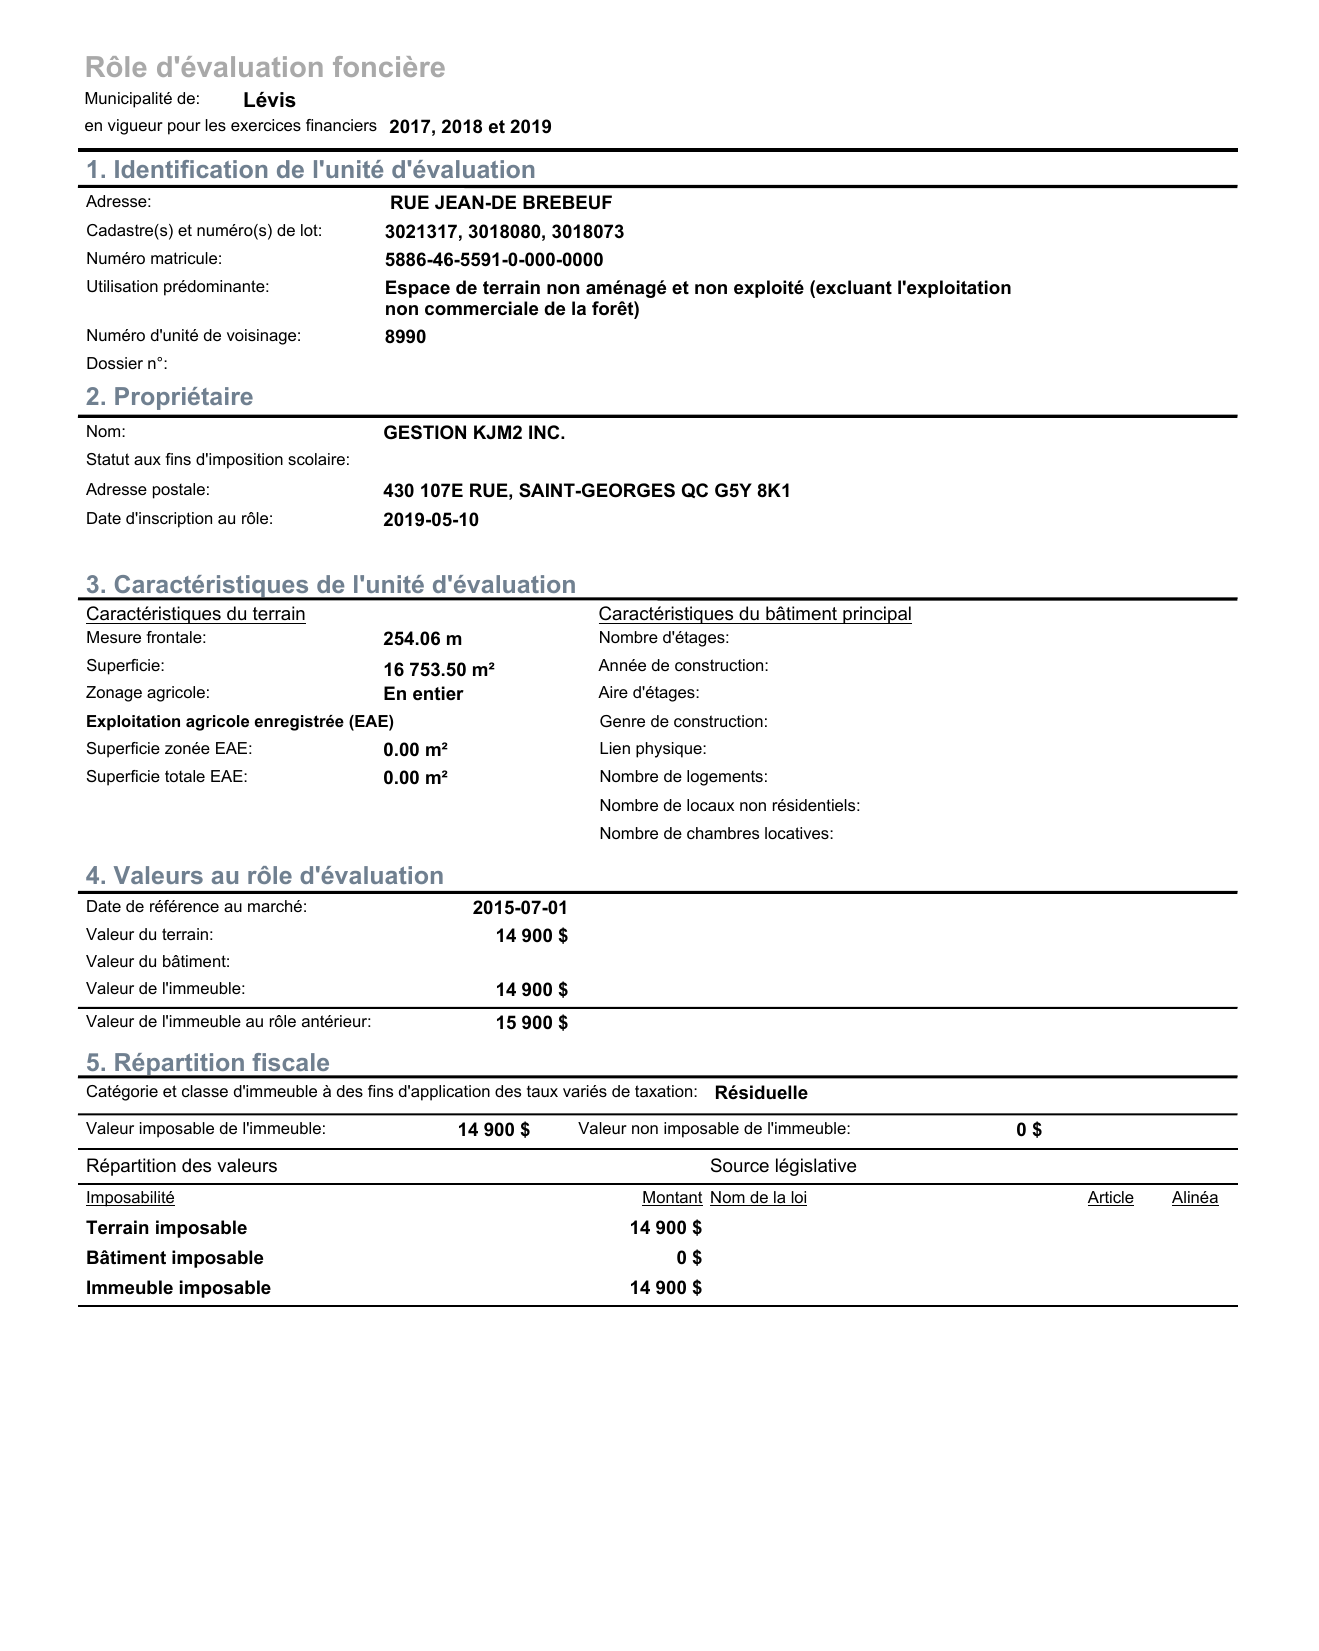 Rôle d'évaluation foncière
Municipalité de: Lévis
en vigueur pour les exercices financiers 2017, 2018 et 2019
1. Identification de l'unité d'évaluation
Adresse: RUE JEAN-DE BREBEUF
Cadastre(s) et numéro(s) de lot: 3021317, 3018080, 3018073
Numéro matricule: 5886-46-5591-0-000-0000
Utilisation prédominante: Espace de terrain non aménagé et non exploité (excluant l'exploitation
non commerciale de la forêt)
Numéro d'unité de voisinage: 8990
Dossier n°:
2. Propriétaire
Nom: GESTION KJM2 INC.
Statut aux fins d'imposition scolaire:
Adresse postale: 430 107E RUE, SAINT-GEORGES QC G5Y 8K1
Date d'inscription au rôle: 2019-05-10
3. Caractéristiques de l'unité d'évaluation
Caractéristiques du terrain Caractéristiques du bâtiment principal
Mesure frontale: 254.06 m Nombre d'étages:
Superficie: 16 753.50 m² Année de construction:
Zonage agricole: En entier Aire d'étages:
Exploitation agricole enregistrée (EAE) Genre de construction:
Superficie zonée EAE: 0.00 m² Lien physique:
Superficie totale EAE: 0.00 m² Nombre de logements:
Nombre de locaux non résidentiels:
Nombre de chambres locatives:
4. Valeurs au rôle d'évaluation
Date de référence au marché: 2015-07-01
Valeur du terrain: 14 900 $
Valeur du bâtiment:
Valeur de l'immeuble: 14 900 $
Valeur de l'immeuble au rôle antérieur: 15 900 $
5. Répartition fiscale
Catégorie et classe d'immeuble à des fins d'application des taux variés de taxation: Résiduelle
Valeur imposable de l'immeuble: 14 900 $ Valeur non imposable de l'immeuble: 0 $
Répartition des valeurs Source législative
Imposabilité Montant Nom de la loi Article Alinéa
Terrain imposable 14 900 $
Bâtiment imposable 0 $
Immeuble imposable 14 900 $